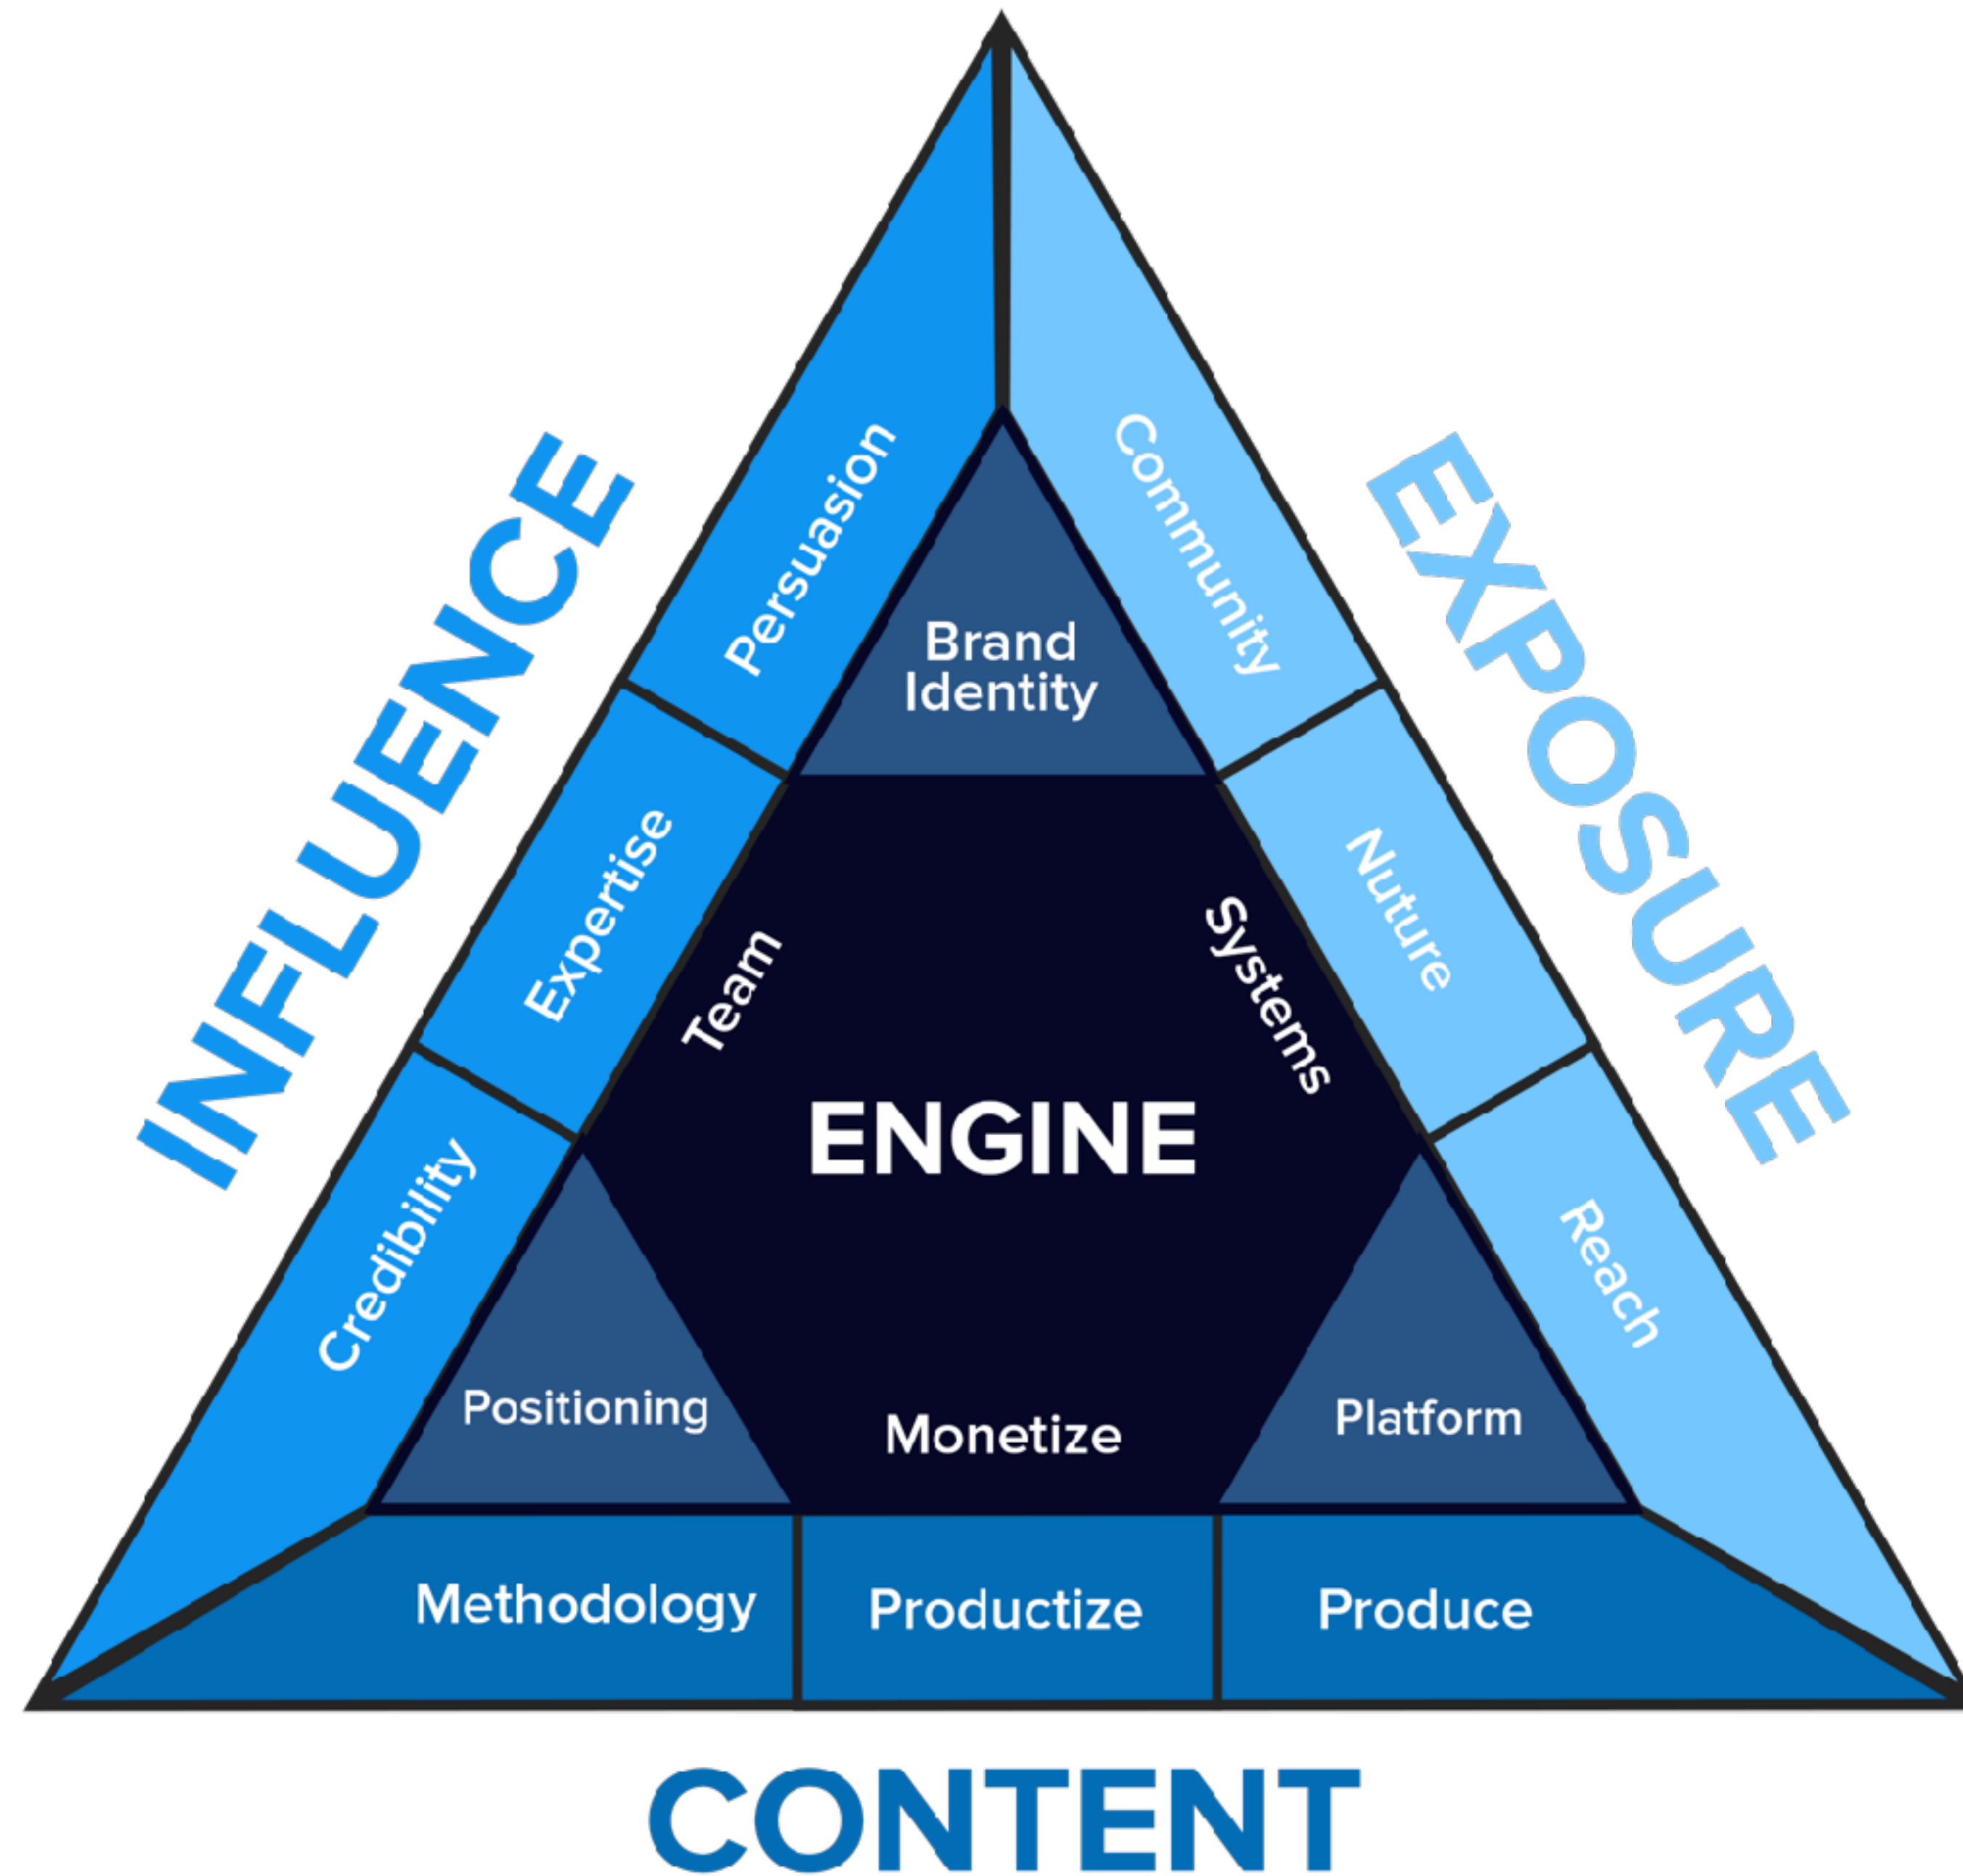 INFLUENCE
EXPOSURE
Persuasion
Community
Brand
Identity
Expertise
Nuture
Team
Systems
ENGINE
Credibility
Reach
Positioning
Monetize
Platform
Methodology
Productize
Produce
CONTENT